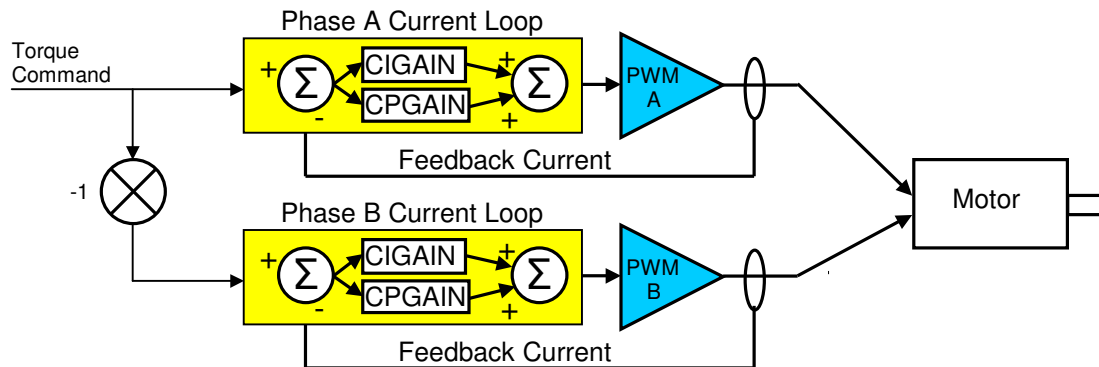 Phase A Current Loop
Torque
Command
+
Σ
CIGAIN
CPGAIN
+
Σ
-
+
PWM
A
Feedback Current
-1
Motor
Phase B Current Loop
+
Σ
CIGAIN
CPGAIN
+
Σ
-
+
PWM
B
Feedback Current